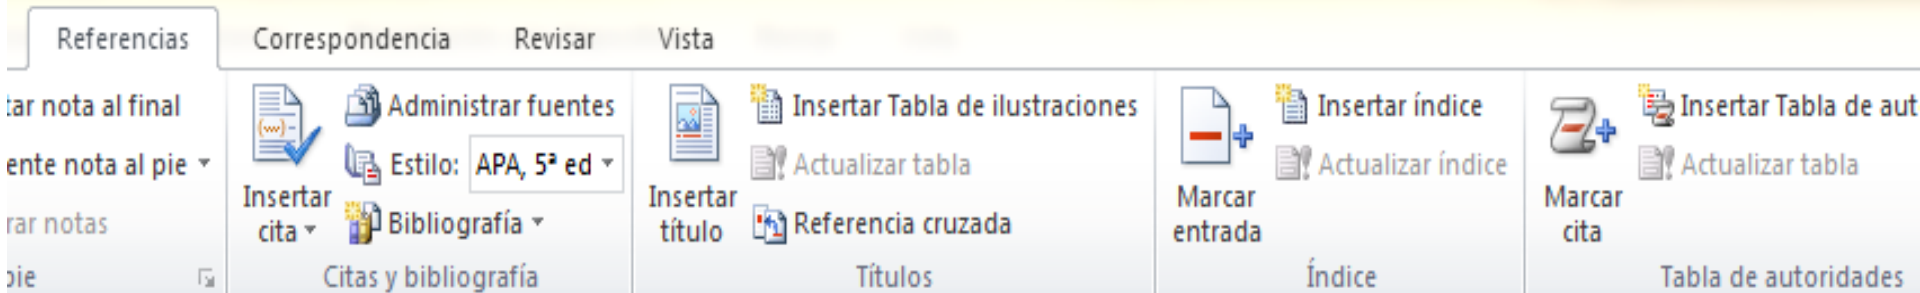 Referencias Correspondencia Revisar Vista
tar nota al final
ente nota al pie
rar notas
pie
Insertar
cita
Administrar fuentes
Estilo: APA, 5ª ed
Bibliografía
Citas y bibliografía
Insertar
título
Insertar Tabla de ilustraciones
Actualizar tabla
Referencia cruzada
Títulos
Marcar
entrada
Insertar índice
Actualizar índice
Índice
Marcar
cita
Insertar Tabla de aut
Actualizar tabla
Tabla de autoridades